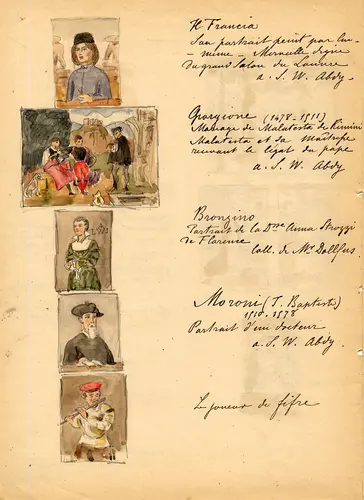 Il Francia
Son portrait peint par lui-
même - Merveille digne
du grand Salon du Louvre
a. S. W. Abdy
Giorgione (1478-1511)
Mariage de Malatesta de Rimini
Malatesta et sa maîtresse
recevant le légat du pape
a. S. W. Abdy
Bronzino
Portrait de la Dne Anna Strozzi
de Florence
Coll. de Mr Dollfus
Moroni (J. Baptiste)
1510-1578
Portrait d'un docteur
a. S. W. Abdy
Le joueur de fifre